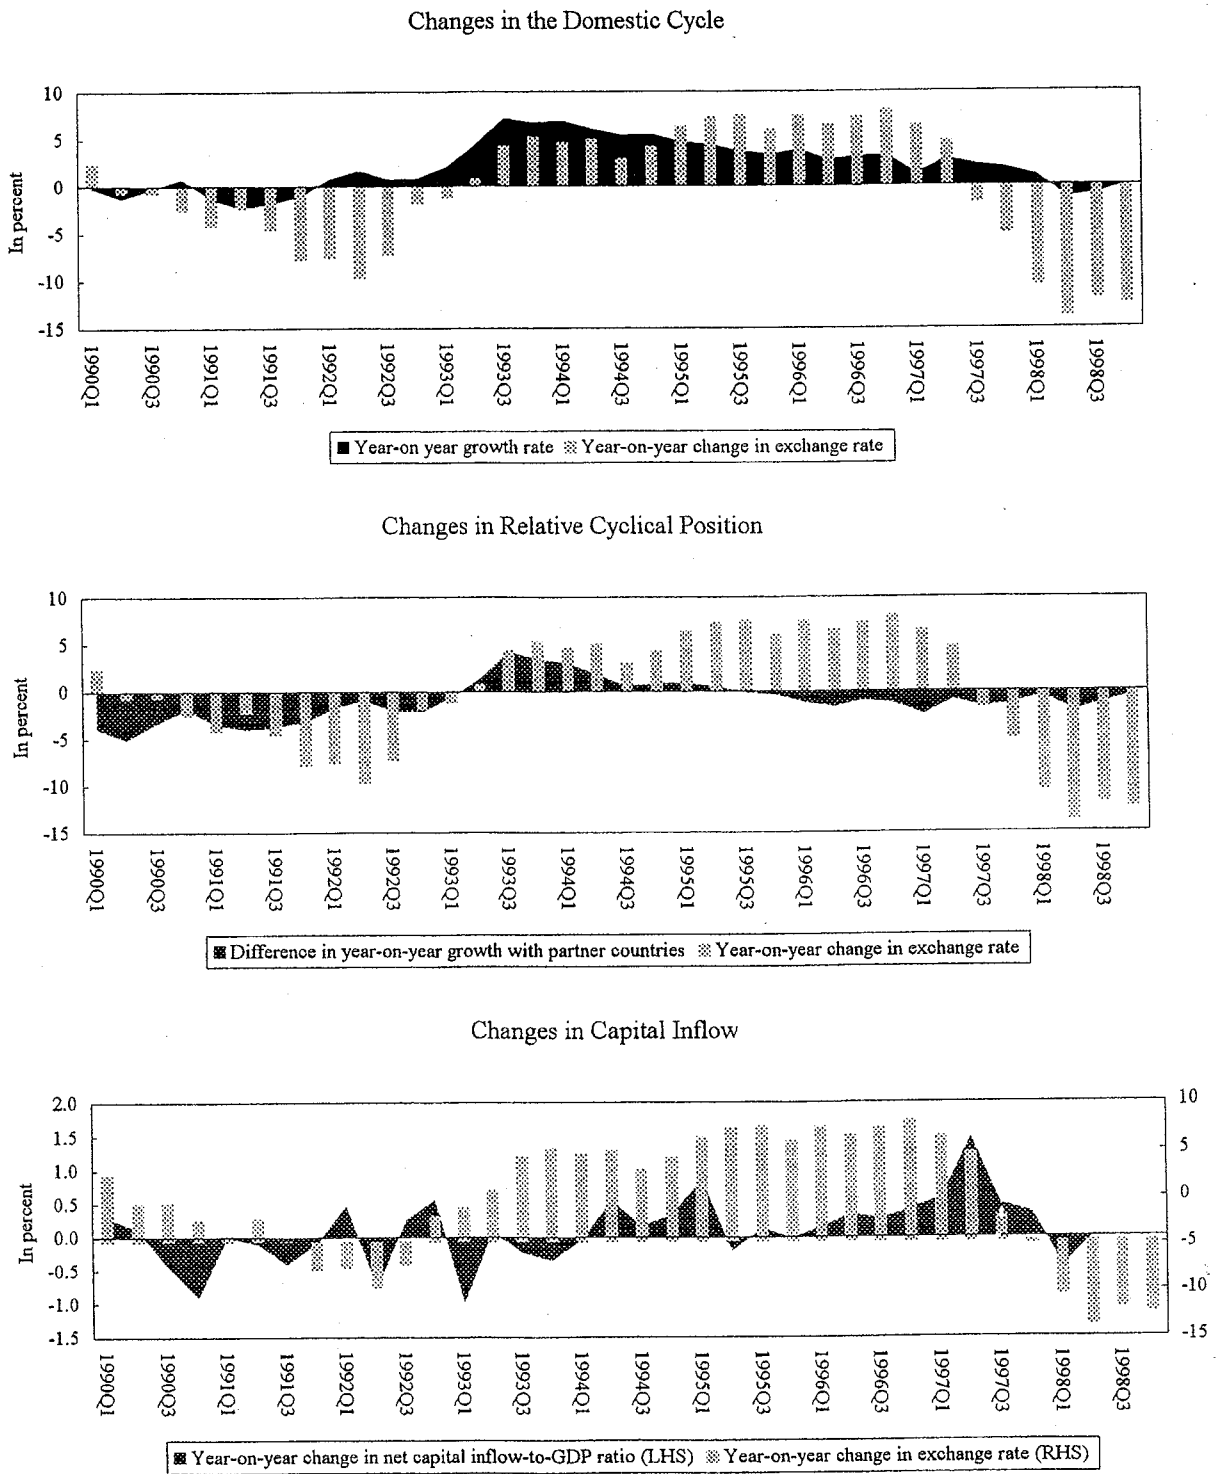 Changes in the Domestic Cycle
In percent
10
5
0
-5
-10
-15
1990Q1
1990Q3
1991Q1
1991Q3
1992Q1
1992Q3
1993Q1
1993Q3
1994Q1
1994Q3
1995Q1
1995Q3
1996Q1
1996Q3
1997Q1
1997Q3
1998Q1
1998Q3
Year-on year growth rate Year-on-year change in exchange rate
Changes in Relative Cyclical Position
In percent
10
5
0
-5
-10
-15
1990Q1
1990Q3
1991Q1
1991Q3
1992Q1
1992Q3
1993Q1
1993Q3
1994Q1
1994Q3
1995Q1
1995Q3
1996Q1
1996Q3
1997Q1
1997Q3
1998Q1
1998Q3
Difference in year-on-year growth with partner countries Year-on-year change in exchange rate
Changes in Capital Inflow
In percent
2.0
1.5
1.0
0.5
0.0
-0.5
-1.0
-1.5
10
5
0
-5
-10
-15
1990Q1
1990Q3
1991Q1
1991Q3
1992Q1
1992Q3
1993Q1
1993Q3
1994Q1
1994Q3
1995Q1
1995Q3
1996Q1
1996Q3
1997Q1
1997Q3
1998Q1
1998Q3
Year-on-year change in net capital inflow-to-GDP ratio (LHS) Year-on-year change in exchange rate (RHS)